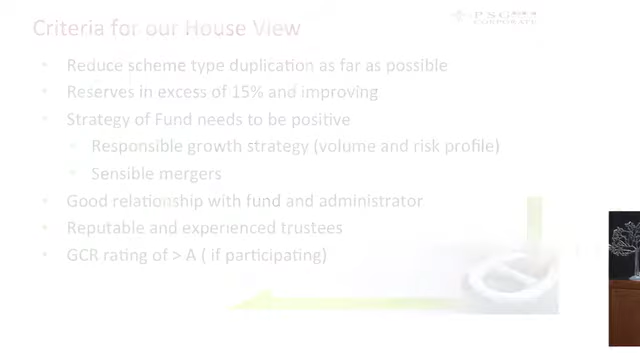 PSG
CORPORATE
Criteria for our House View
• Reduce scheme type duplication as far as possible
• Reserves in excess of 15% and improving
• Strategy of Fund needs to be positive
• Responsible growth strategy (volume and risk profile)
• Sensible mergers
• Good relationship with fund and administrator
• Reputable and experienced trustees
• GCR rating of > A ( if participating)